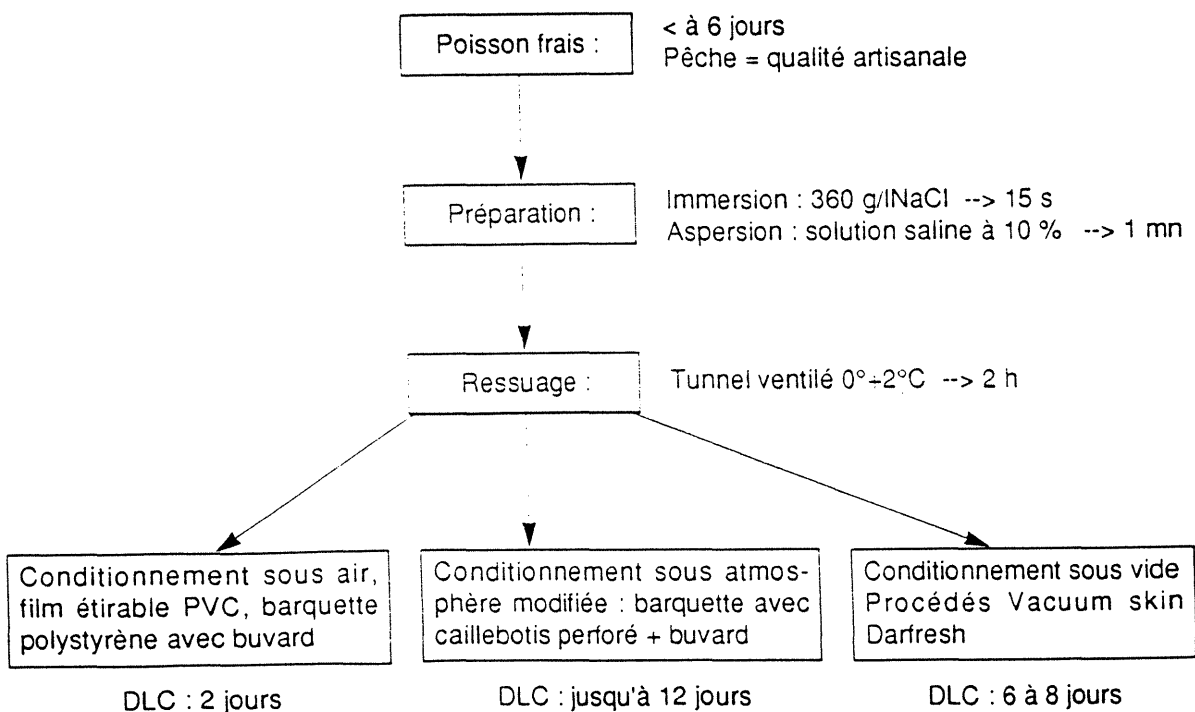 Poisson frais :
< à 6 jours
Pêche = qualité artisanale
Préparation :
Immersion : 360 g/lNaCl --> 15 s
Aspersion : solution saline à 10 % --> 1 mn
Ressuage :
Tunnel ventilé 0°+2°C --> 2 h
Conditionnement sous air,
film étirable PVC, barquette
polystyrène avec buvard
DLC : 2 jours
Conditionnement sous atmos-
phère modifiée : barquette avec
caillebotis perforé + buvard
DLC : jusqu'à 12 jours
Conditionnement sous vide
Procédés Vacuum skin
Darfresh
DLC : 6 à 8 jours